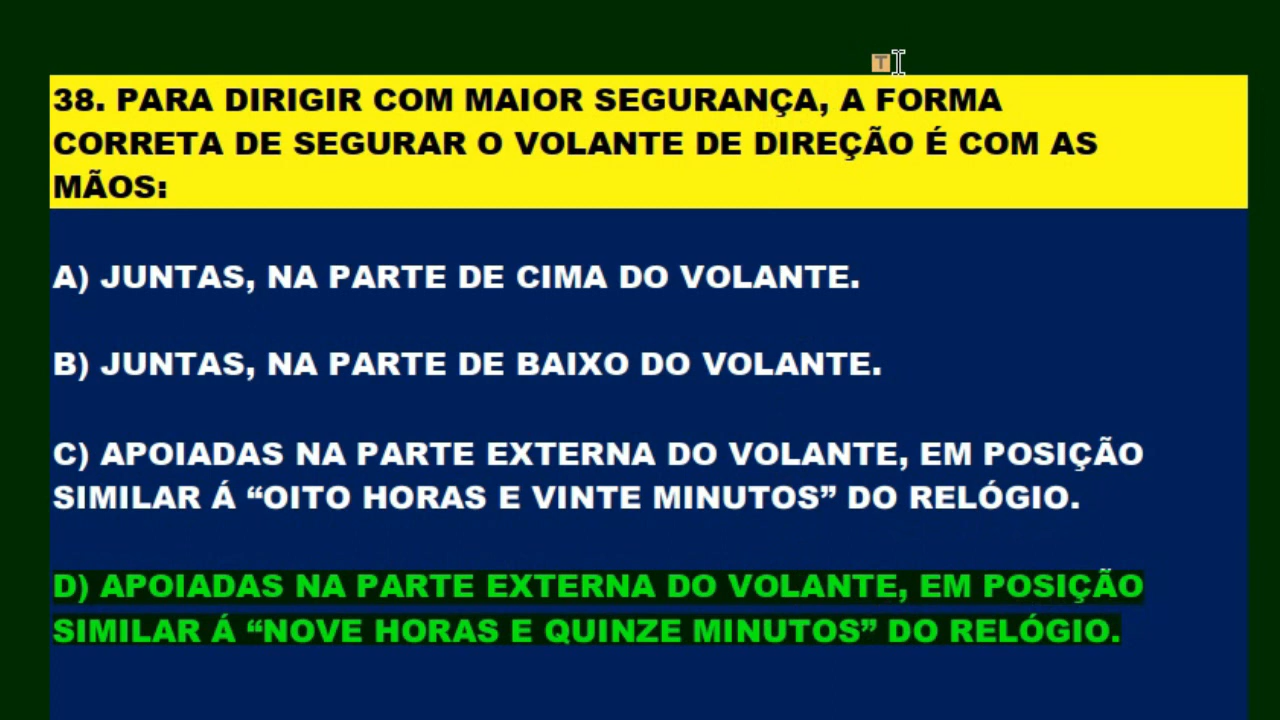 38. PARA DIRIGIR COM MAIOR SEGURANÇA, A FORMA
CORRETA DE SEGURAR O VOLANTE DE DIREÇÃO É COM AS
MÃOS:
A) JUNTAS, NA PARTE DE CIMA DO VOLANTE.
B) JUNTAS, NA PARTE DE BAIXO DO VOLANTE.
C) APOIADAS NA PARTE EXTERNA DO VOLANTE, EM POSIÇÃO
SIMILAR Á “OITO HORAS E VINTE MINUTOS” DO RELÓGIO.
D) APOIADAS NA PARTE EXTERNA DO VOLANTE, EM POSIÇÃO
SIMILAR Á “NOVE HORAS E QUINZE MINUTOS” DO RELÓGIO.